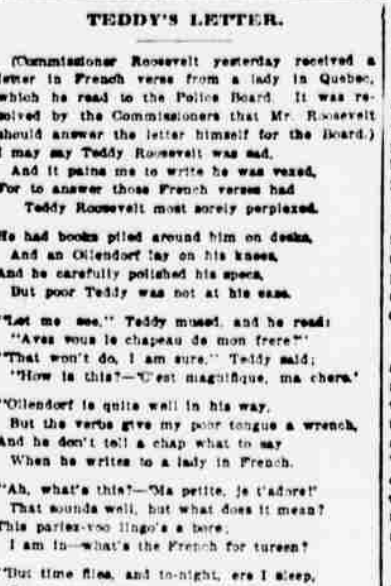 TEDDY'S LETTER.
(Commissioner Roosevelt yesterday received a
letter in French verse from a lady in Quebec,
which he read to the Police Board. It was re-
solved by the Commissioners that Mr. Roosevelt
should answer the letter himself for the Board.)
I may say Teddy Roosevelt was sad,
And it pains me to write he was vexed,
For to answer those French verses had
Teddy Roosevelt most sorely perplexed.
He had books piled around him on desks,
And an Ollendorf lay on his knees,
And he carefully polished his specs,
But poor Teddy was not at his ease.
"Let me see," Teddy mused, and he read:
"Aves vous le chapeau de mon frere?"
"That won't do, I am sure," Teddy said;
"How is this?—'C'est magnifique, ma chere.'
"Ollendorf is quite well in his way,
But the verbs give my poor tongue a wrench,
And he don't tell a chap what to say
When he writes to a lady in French.
"Ah, what's this?—'Ma petite, je t'adore!'
That sounds well, but what does it mean?
This parlez-voo lingo's a bore;
I am in—what's the French for tureen?
"But time flies, and to-night, ere I sleep,